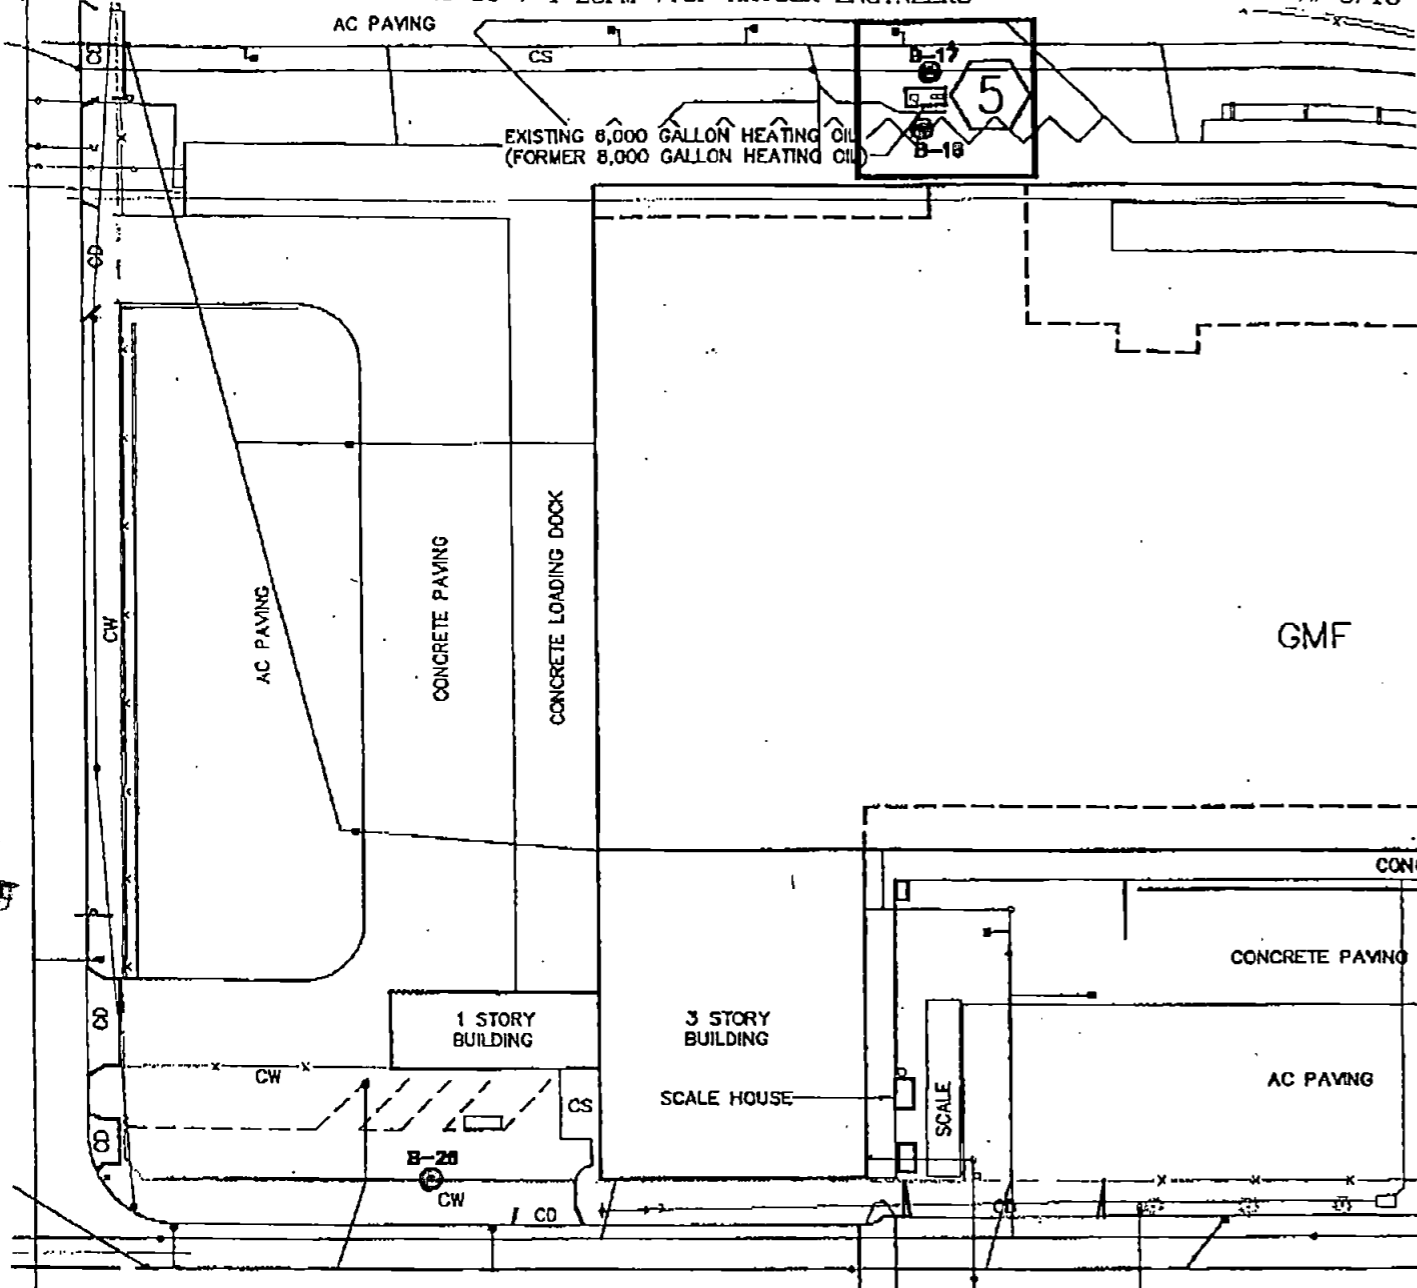 AC PAVING
CS
B-17
5
EXISTING 8,000 GALLON HEATING OIL
(FORMER 8,000 GALLON HEATING OIL)
B-18
CD
CD
CW
AC PAVING
CONCRETE PAVING
CONCRETE LOADING DOCK
GMF
CONCRETE PAVING
CD
1 STORY
BUILDING
3 STORY
BUILDING
CW
AC PAVING
SCALE HOUSE
SCALE
CS
CD
CW
CD